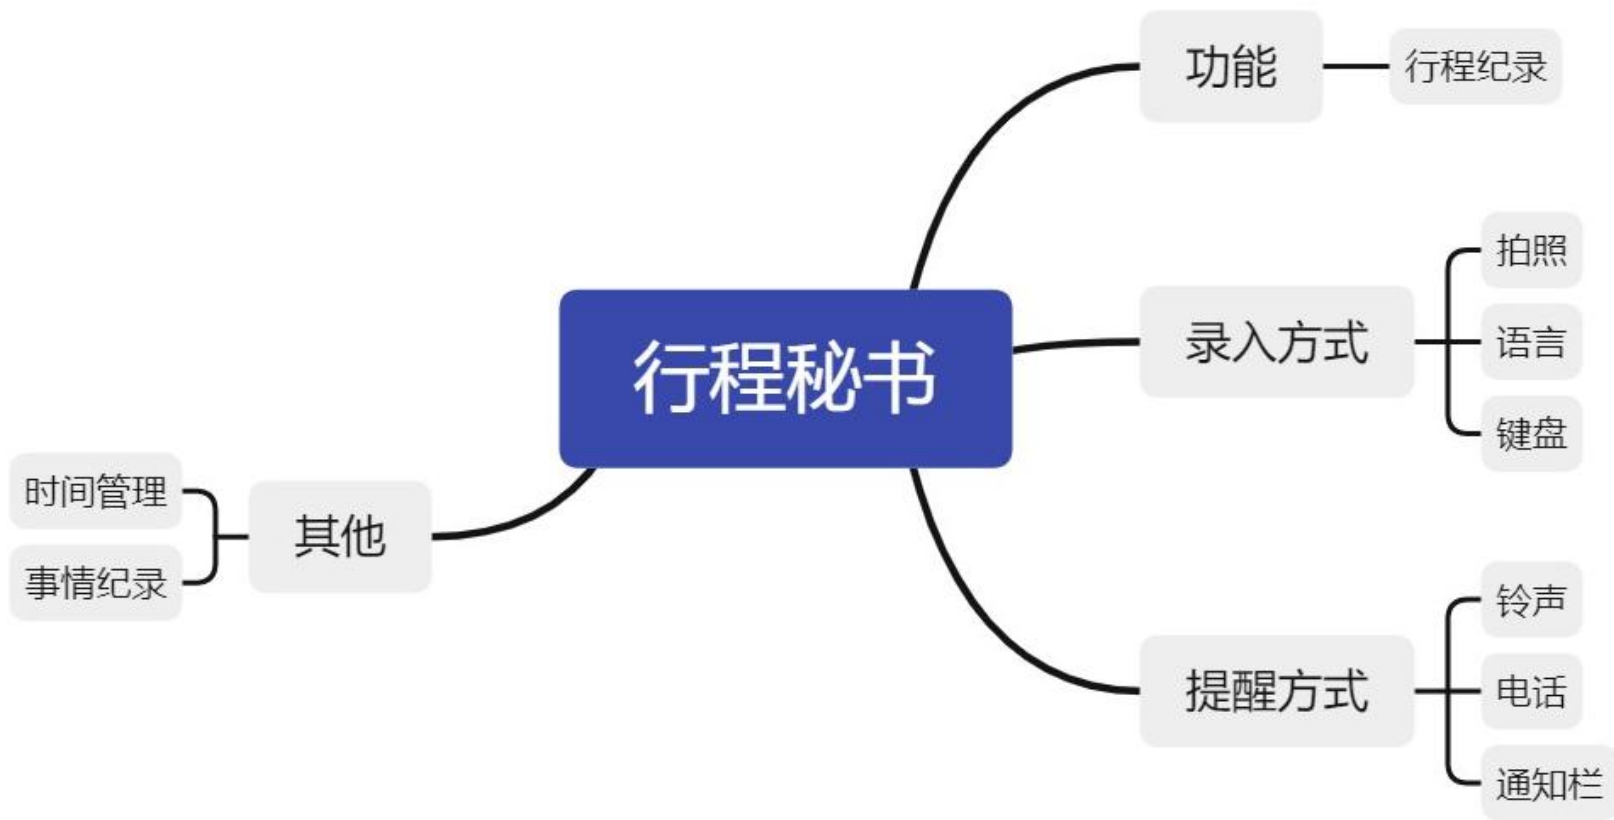 行程秘书
功能
行程纪录
录入方式
拍照
语言
键盘
提醒方式
铃声
电话
通知栏
其他
时间管理
事情纪录